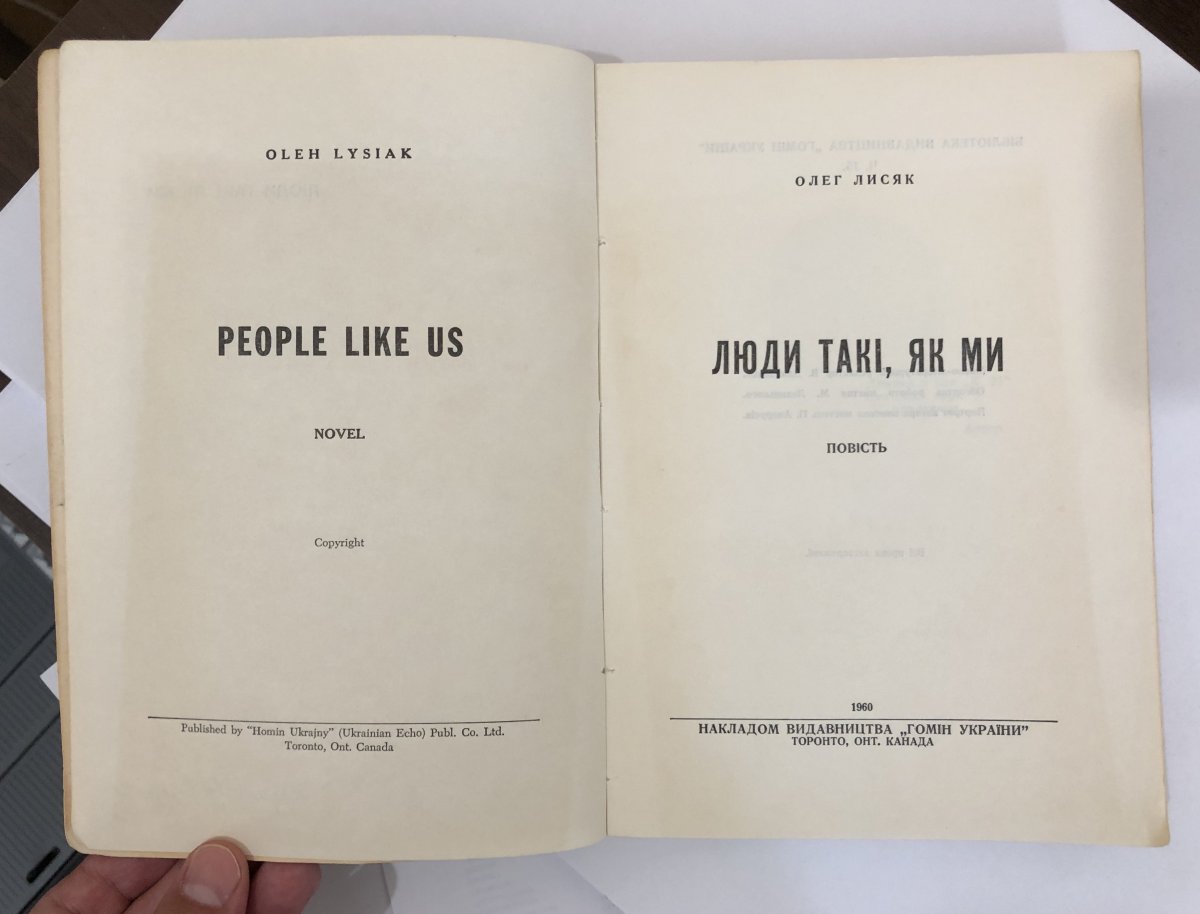 OLEH LYSIAK
PEOPLE LIKE US
NOVEL
Copyright
Published by "Homin Ukrajny" (Ukrainian Echo) Publ. Co. Ltd.
Toronto, Ont. Canada
ОЛЕГ ЛИСЯК
ЛЮДИ ТАКІ, ЯК МИ
ПОВІСТЬ
1960
НАКЛАДОМ ВИДАВНИЦТВА „ГОМІН УКРАЇНИ”
ТОРОНТО, ОНТ. КАНАДА